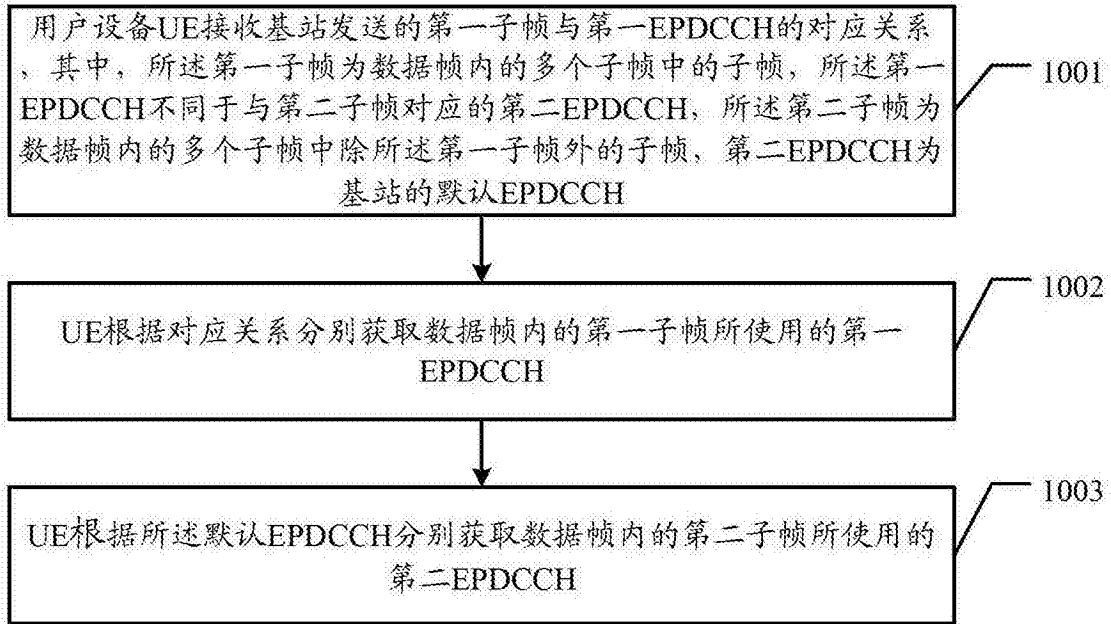 用户设备UE接收基站发送的第一子帧与第一EPDCCH的对应关系
、其中，所述第一子帧为数据帧内的多个子帧中的子帧，所述第一
EPDCCH不同于与第二子帧对应的第二EPDCCH，所述第二子帧为
数据帧内的多个子帧中除所述第一子帧外的子帧、第二EPDCCH为
基站的默认EPDCCH
1001
UE根据对应关系分别获取数据帧内的第一子帧所使用的第一
EPDCCH
1002
UE根据所述默认EPDCCH分别获取数据帧内的第二子帧所使用的
第二EPDCCH
1003